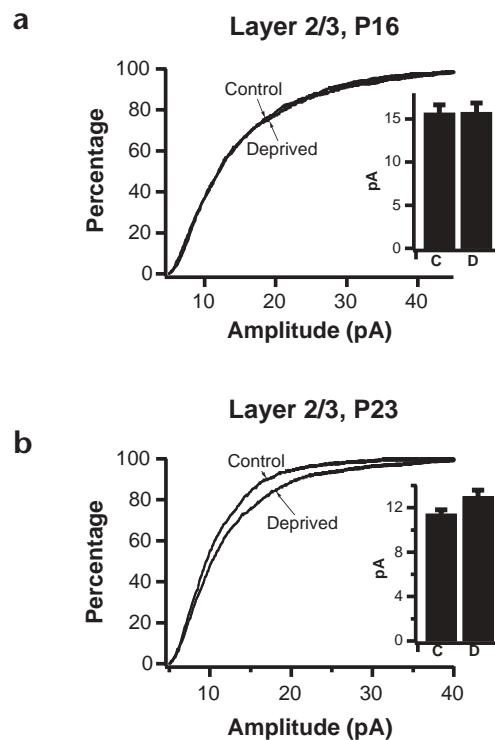 a
Layer 2/3, P16
Percentage
100
80
60
40
20
0
Control
Deprived
10
20
30
40
Amplitude (pA)
pA
15
10
5
0
C
D
b
Layer 2/3, P23
Percentage
100
80
60
40
20
0
Control
Deprived
10
20
30
40
Amplitude (pA)
pA
12
8
4
0
C
D